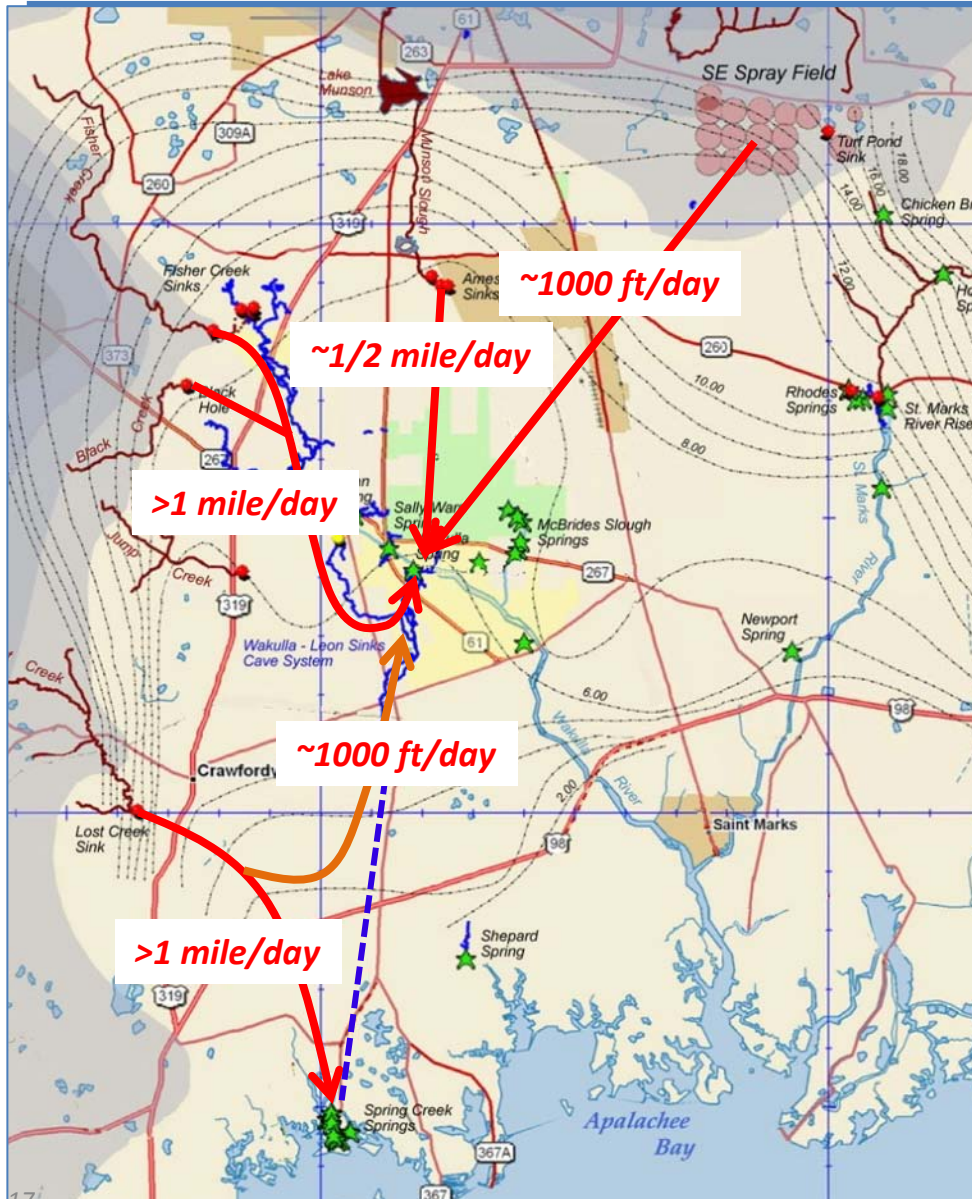 61
263
SE Spray Field
Lake
Munson
Fisher
Creek
309A
Turf Pond
Sink
18.00
16.00
14.00
260
Munson Slough
319
Chicken B
Spring
12.00
Fisher Creek
Sinks
Ames
Sinks
~1000 ft/day
Ho
Sp
~1/2 mile/day
373
260
Black
Hole
10.00
Rhodes
Springs
St. Marks
River Rise
Black Creek
267
8.00
>1 mile/day
Sally War
Spring
McBrides Slough
Springs
St. Marks
River
Jump
Creek
267
319
Newport
Spring
Wakulla - Leon Sinks
Cave System
61
Creek
6.00
98
Wakulla
River
~1000 ft/day
Crawfordv
2.00
Lost Creek
Sink
Saint Marks
98
>1 mile/day
Shepard
Spring
319
Spring Creek
Springs
Apalachee
Bay
367A
367